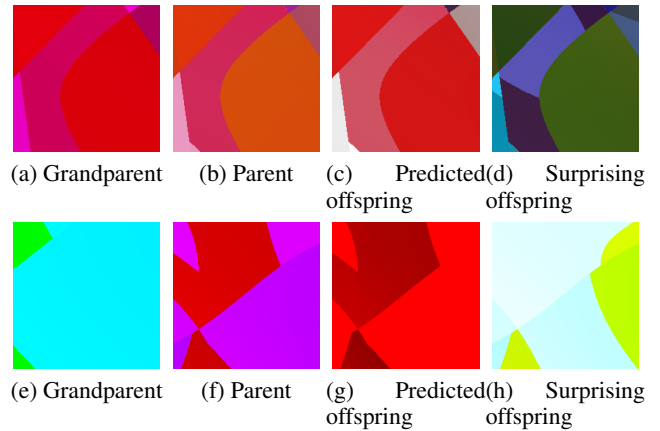 (a) Grandparent (b) Parent (c) Predicted (d) Surprising
offspring offspring
(e) Grandparent (f) Parent (g) Predicted (h) Surprising
offspring offspring